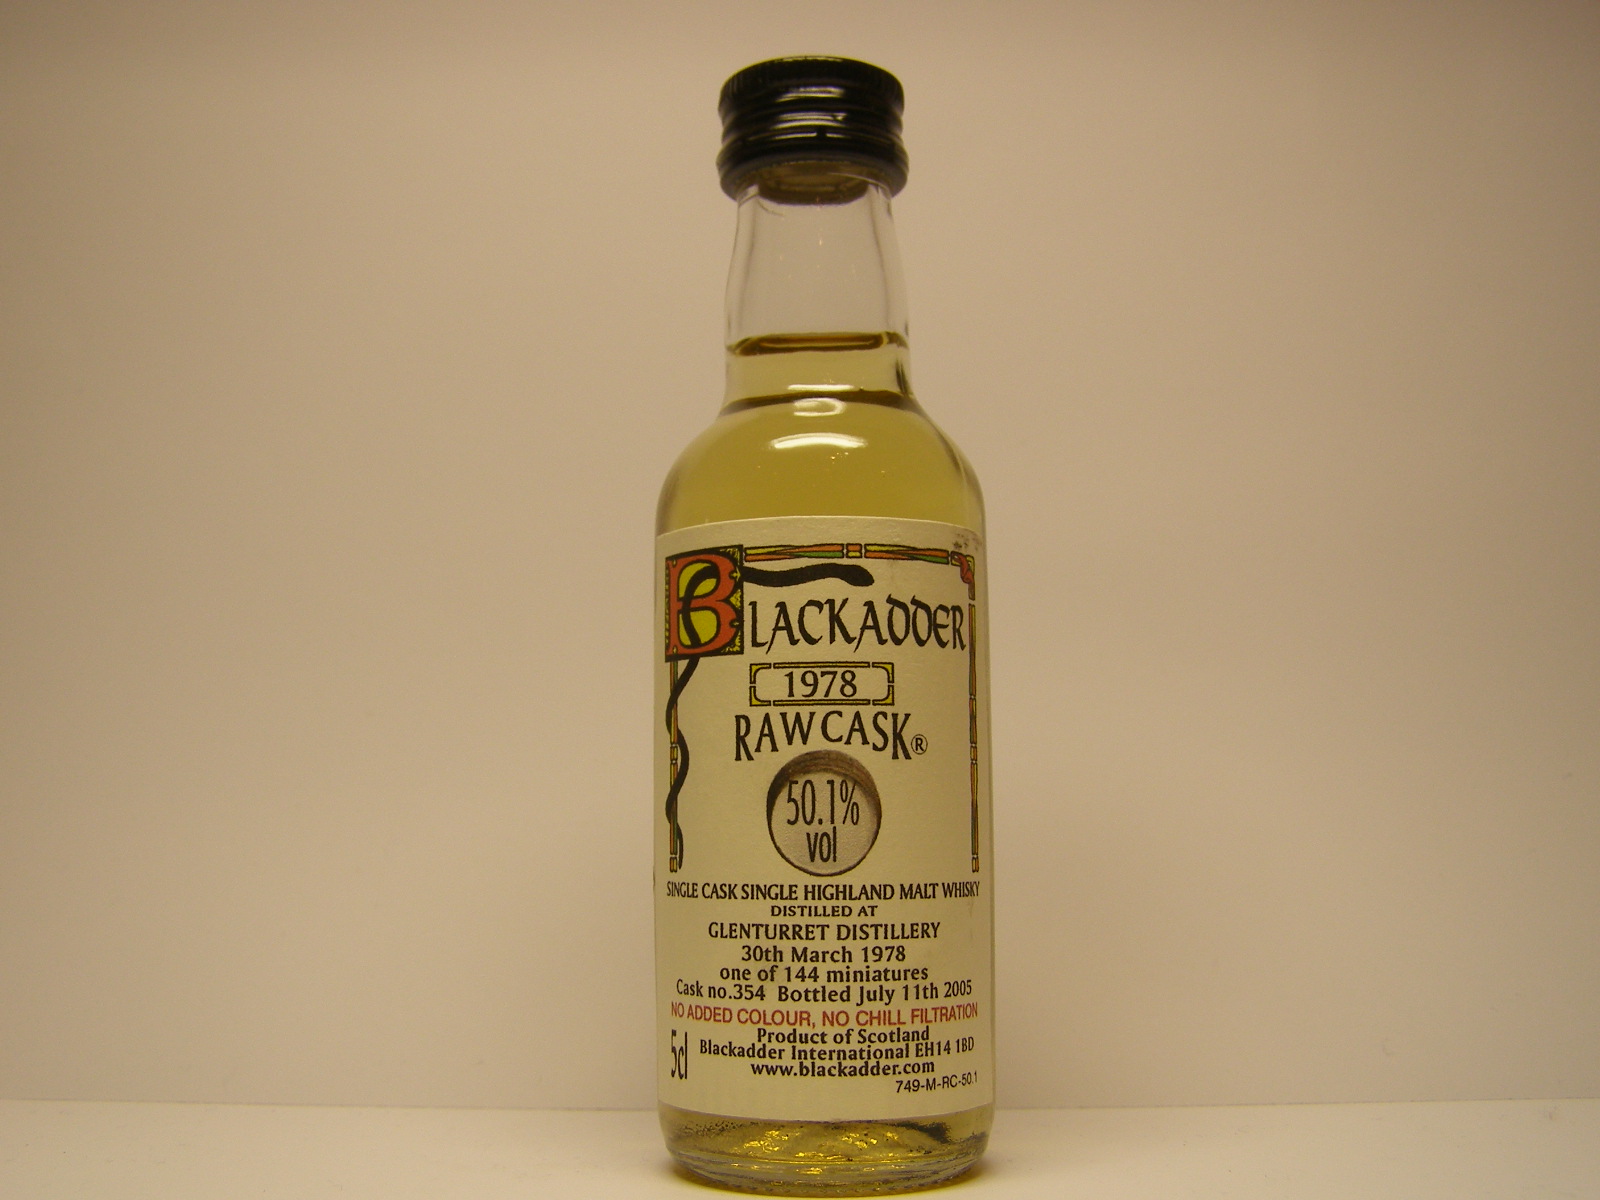 BLACKADDER
1978
RAW CASK®
50.1%
vol
SINGLE CASK SINGLE HIGHLAND MALT WHISKY
DISTILLED AT
GLENTURRET DISTILLERY
30th March 1978
one of 144 miniatures
Cask no.354 Bottled July 11th 2005
NO ADDED COLOUR, NO CHILL FILTRATION
Product of Scotland
5cl Blackadder International EH14 1BD
www.blackadder.com
749-M-RC-50.1